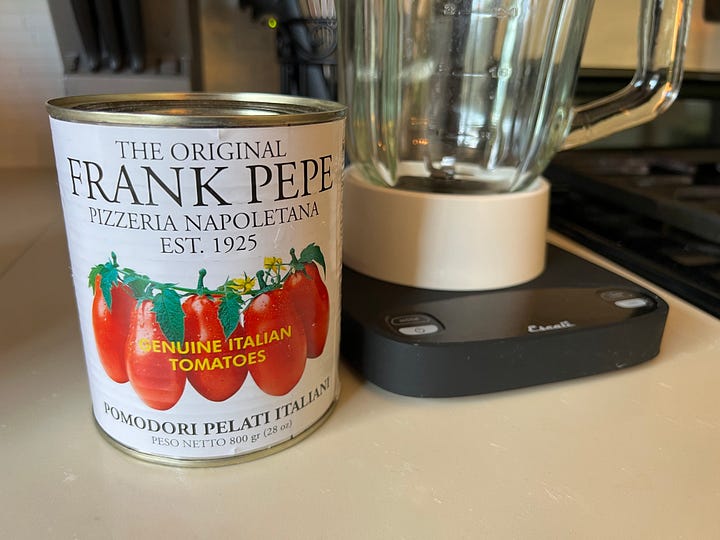 THE ORIGINAL
FRANK PEPE
PIZZERIA NAPOLETANA
EST. 1925
GENUINE ITALIAN
TOMATOES
POMODORI PELATI ITALIANI
PESO NETTO 800 gr (28 oz)
Escali